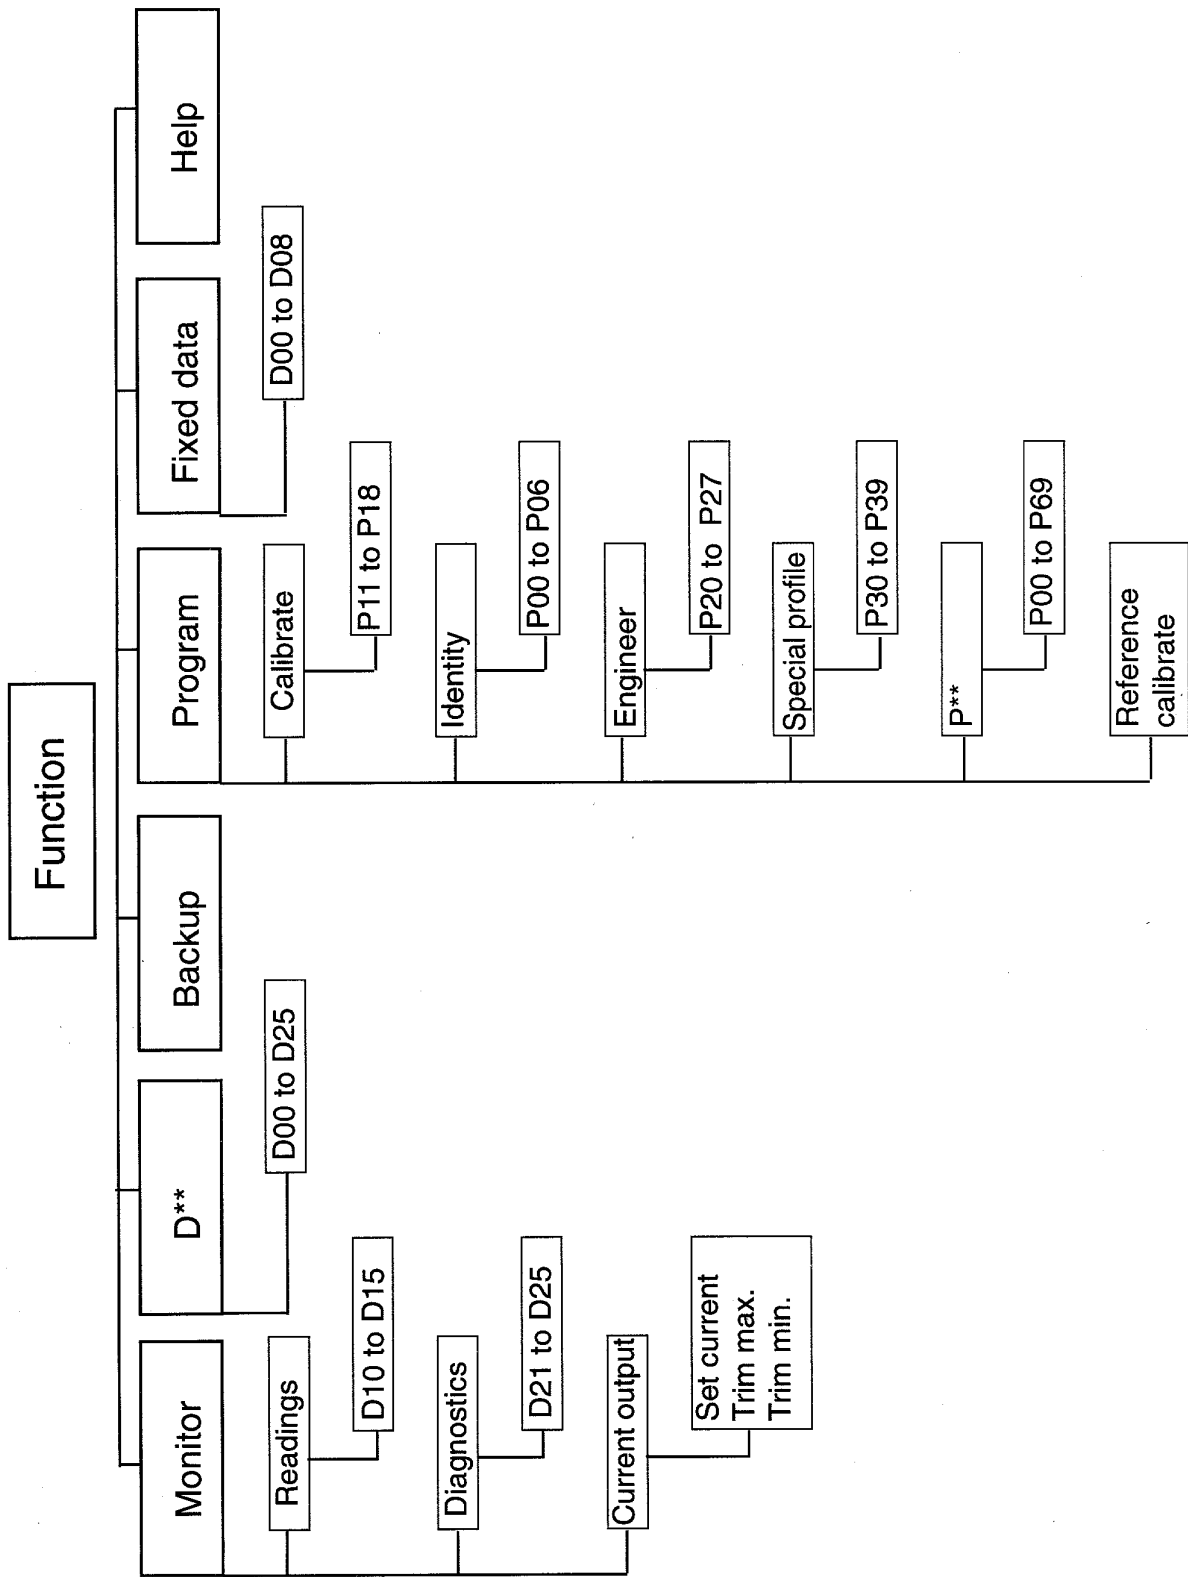 Function
Monitor
D**
Backup
Program
Fixed data
Help
Readings
D10 to D15
Diagnostics
D21 to D25
Current output
Set current
Trim max.
Trim min.
D00 to D25
Calibrate
P11 to P18
Identity
P00 to P06
Engineer
P20 to P27
Special profile
P30 to P39
P**
P00 to P69
Reference
calibrate
D00 to D08